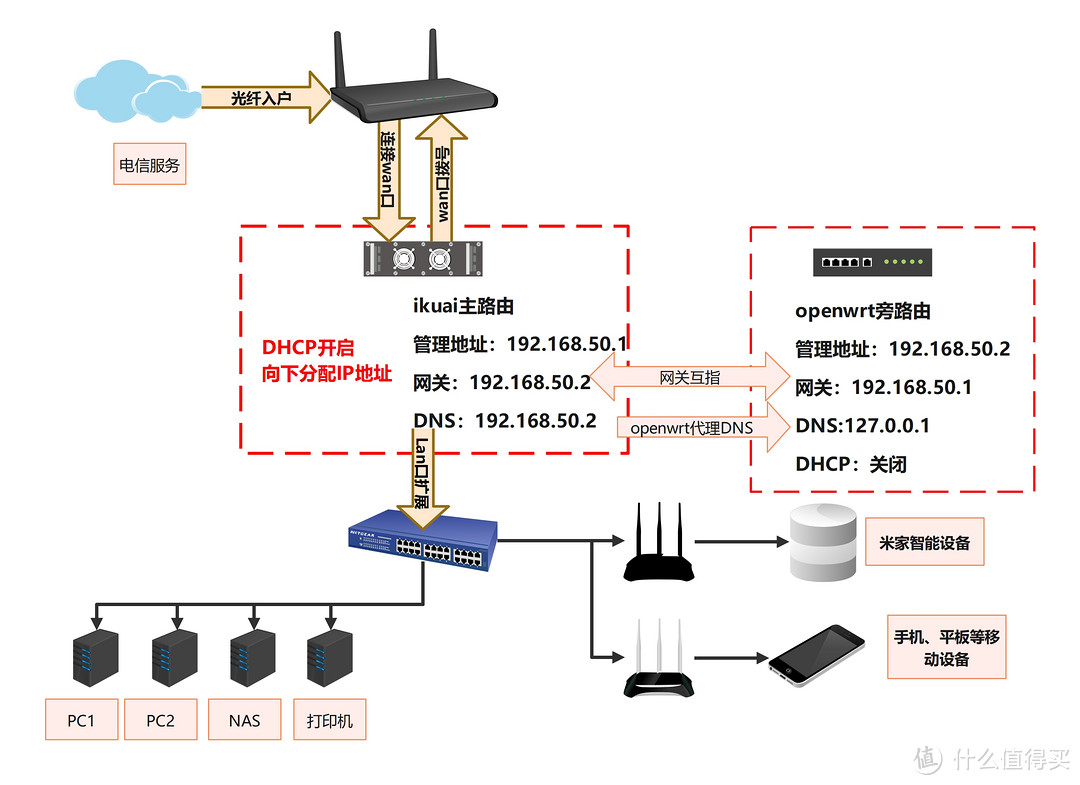 光纤入户
电信服务
连接wan口
wan口拨号
ikuai主路由
管理地址：192.168.50.1
网关：192.168.50.2
DNS：192.168.50.2
DHCP开启
向下分配IP地址
网关互指
openwrt代理DNS
openwrt旁路由
管理地址：192.168.50.2
网关：192.168.50.1
DNS:127.0.0.1
DHCP：关闭
Lan口扩展
NETGEAR
米家智能设备
手机、平板等移
动设备
PC1
PC2
NAS
打印机
值 什么值得买